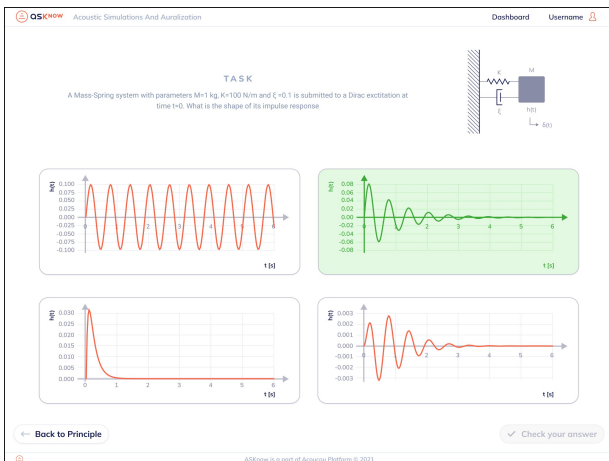 ASKNOW Acoustic Simulations And Auralization Dashboard Username
TASK
A Mass-Spring system with parameters M=1 kg, K=100 N/m and ξ =0.1 is submitted to a Dirac exctitation at
time t=0. What is the shape of its impulse response
K M
ξ h(t)
δ(t)
h(t)
0.100
0.075
0.050
0.025
0.000
-0.025
-0.050
-0.075
-0.100
0 1 2 3 4 5 6
t [s]
h(t)
0.08
0.06
0.04
0.02
0.00
-0.02
-0.04
-0.06
-0.08
0 1 2 3 4 5 6
t [s]
h(t)
0.030
0.025
0.020
0.015
0.010
0.005
0.000
0 1 2 3 4 5 6
t [s]
h(t)
0.003
0.002
0.001
0.000
-0.001
-0.002
-0.003
0 1 2 3 4 5 6
t [s]
← Back to Principle
Check your answer
ASKnow is a part of Acoucou Platform © 2021